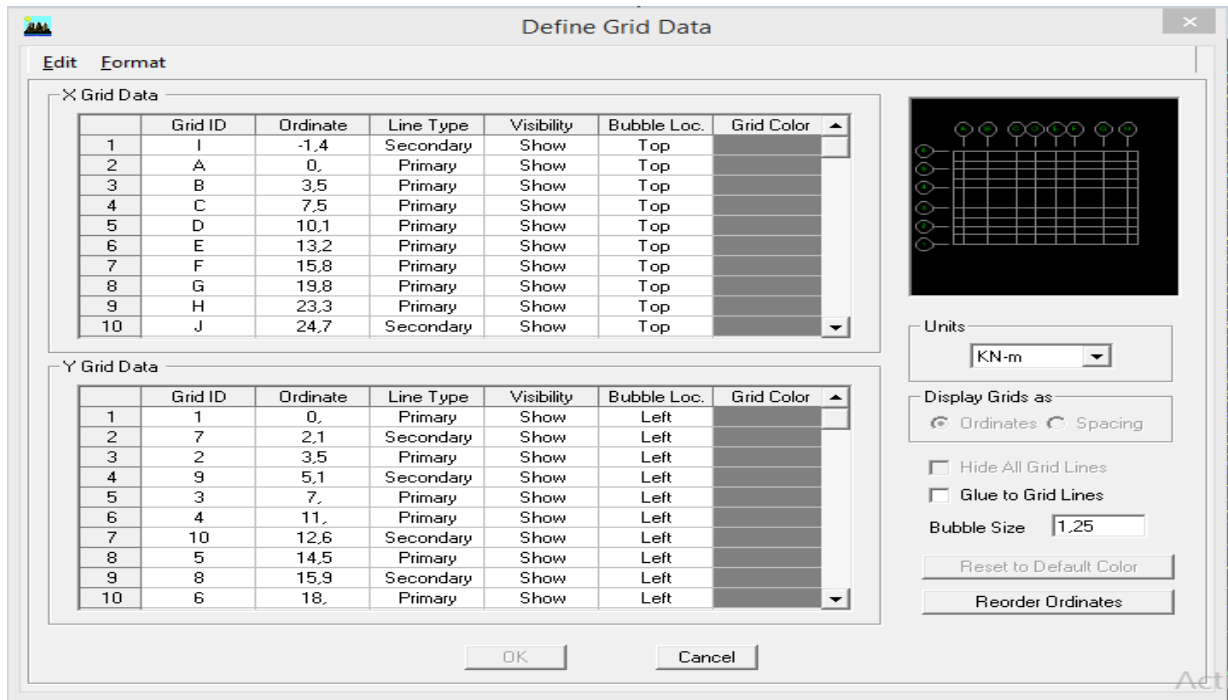 Define Grid Data
Edit Format
X Grid Data
Grid ID Ordinate Line Type Visibility Bubble Loc. Grid Color
1 I -1,4 Secondary Show Top
2 A 0, Primary Show Top
3 B 3,5 Primary Show Top
4 C 7,5 Primary Show Top
5 D 10,1 Primary Show Top
6 E 13,2 Primary Show Top
7 F 15,8 Primary Show Top
8 G 19,8 Primary Show Top
9 H 23,3 Primary Show Top
10 J 24,7 Secondary Show Top
Y Grid Data
Grid ID Ordinate Line Type Visibility Bubble Loc. Grid Color
1 1 0, Primary Show Left
2 7 2,1 Secondary Show Left
3 2 3,5 Primary Show Left
4 9 5,1 Secondary Show Left
5 3 7, Primary Show Left
6 4 11, Primary Show Left
7 10 12,6 Secondary Show Left
8 5 14,5 Primary Show Left
9 8 15,9 Secondary Show Left
10 6 18, Primary Show Left
A B C D E F G H
Units
KN-m
Display Grids as
Ordinates Spacing
Hide All Grid Lines
Glue to Grid Lines
Bubble Size 1,25
Reset to Default Color
Reorder Ordinates
OK Cancel
Act